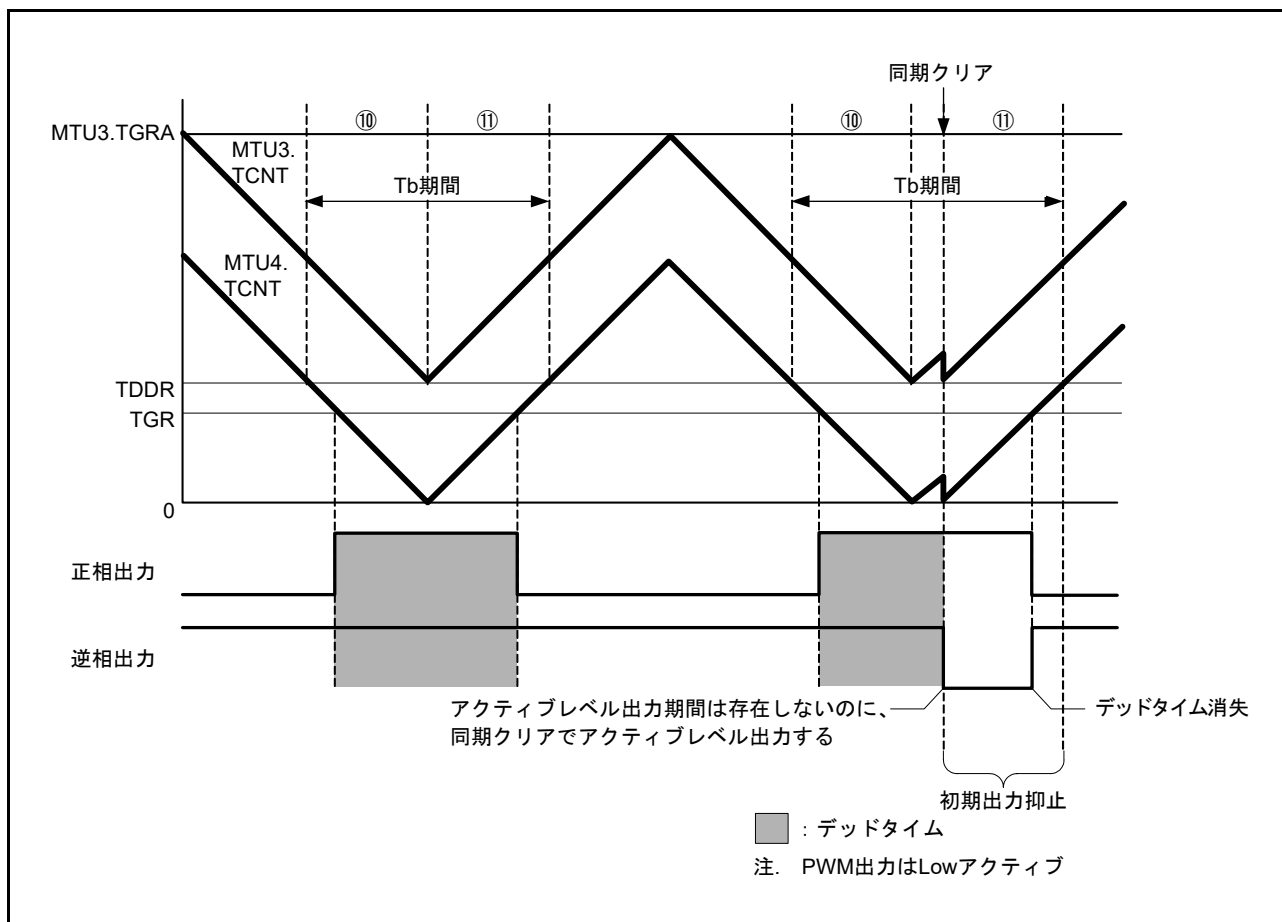 同期クリア
MTU3.TGRA
⑩
⑪
⑩
⑪
MTU3.
TCNT
Tb期間
Tb期間
MTU4.
TCNT
TDDR
TGR
0
正相出力
逆相出力
アクティブレベル出力期間は存在しないのに、
同期クリアでアクティブレベル出力する
デッドタイム消失
初期出力抑止
：デッドタイム
注. PWM出力はLowアクティブ